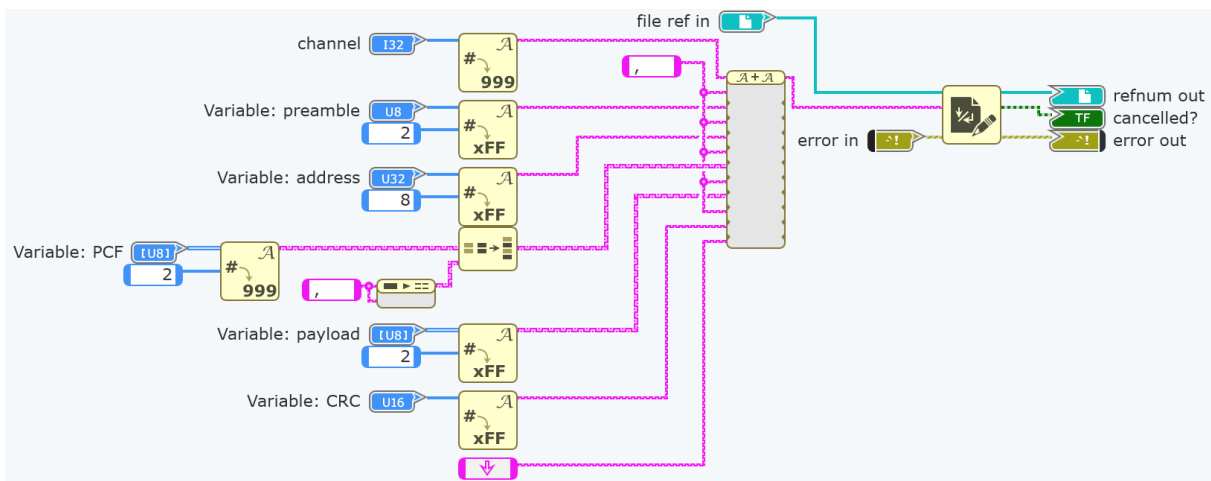 file ref in
channel I32 # A 999
,
A+A
Variable: preamble U8 # A xFF
2
refnum out
cancelled? TF
error in ! ! error out
Variable: address U32 # A xFF
8
Variable: PCF [U8] # A 999
2
,
Variable: payload [U8] # A xFF
2
Variable: CRC U16 # A xFF